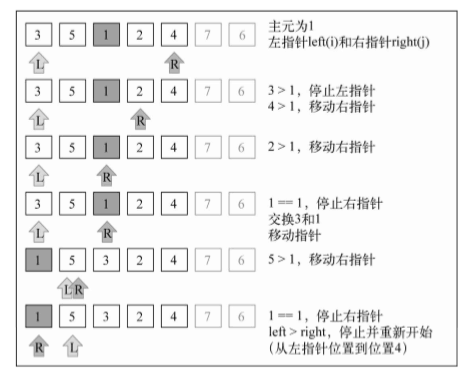 主元为1
3 5 1 2 4 7 6 左指针left(i)和右指针right(j)
L R
3 5 1 2 4 7 6 3 > 1，停止左指针
4 > 1，移动右指针
L R
3 5 1 2 4 7 6 2 > 1，移动右指针
L R
3 5 1 2 4 7 6 1 == 1，停止右指针
交换3和1
L R 移动指针
1 5 3 2 4 7 6 5 > 1，移动右指针
L R
1 5 3 2 4 7 6 1 == 1，停止右指针
left > right，停止并重新开始
R L （从左指针位置到位置4）